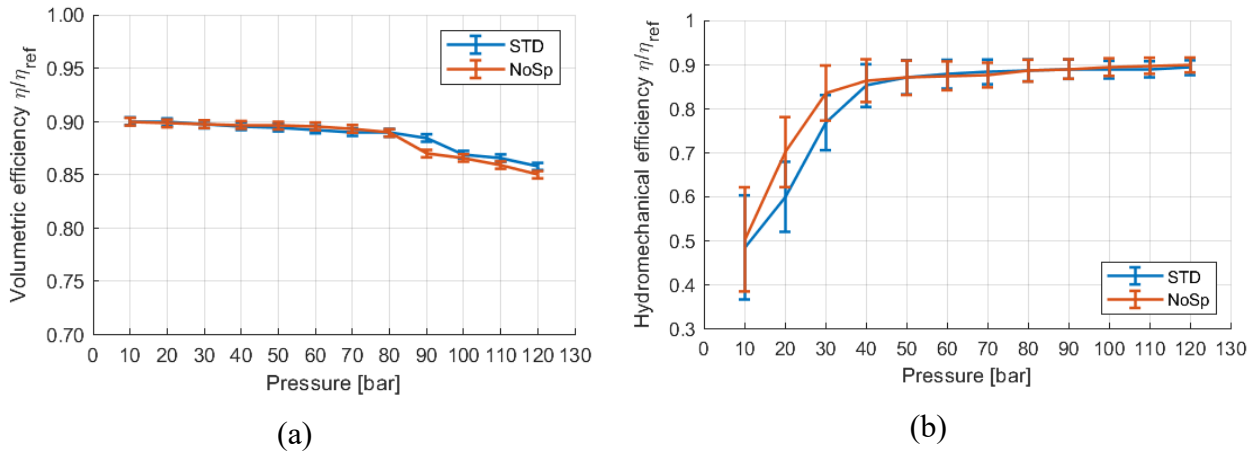 1.00
0.95
0.90
0.85
0.80
0.75
0.70
Volumetric efficiency η/η_ref
0 10 20 30 40 50 60 70 80 90 100 110 120 130
Pressure [bar]
STD
NoSp
(a)
1
0.9
0.8
0.7
0.6
0.5
0.4
0.3
Hydromechanical efficiency η/η_ref
0 10 20 30 40 50 60 70 80 90 100 110 120 130
Pressure [bar]
STD
NoSp
(b)